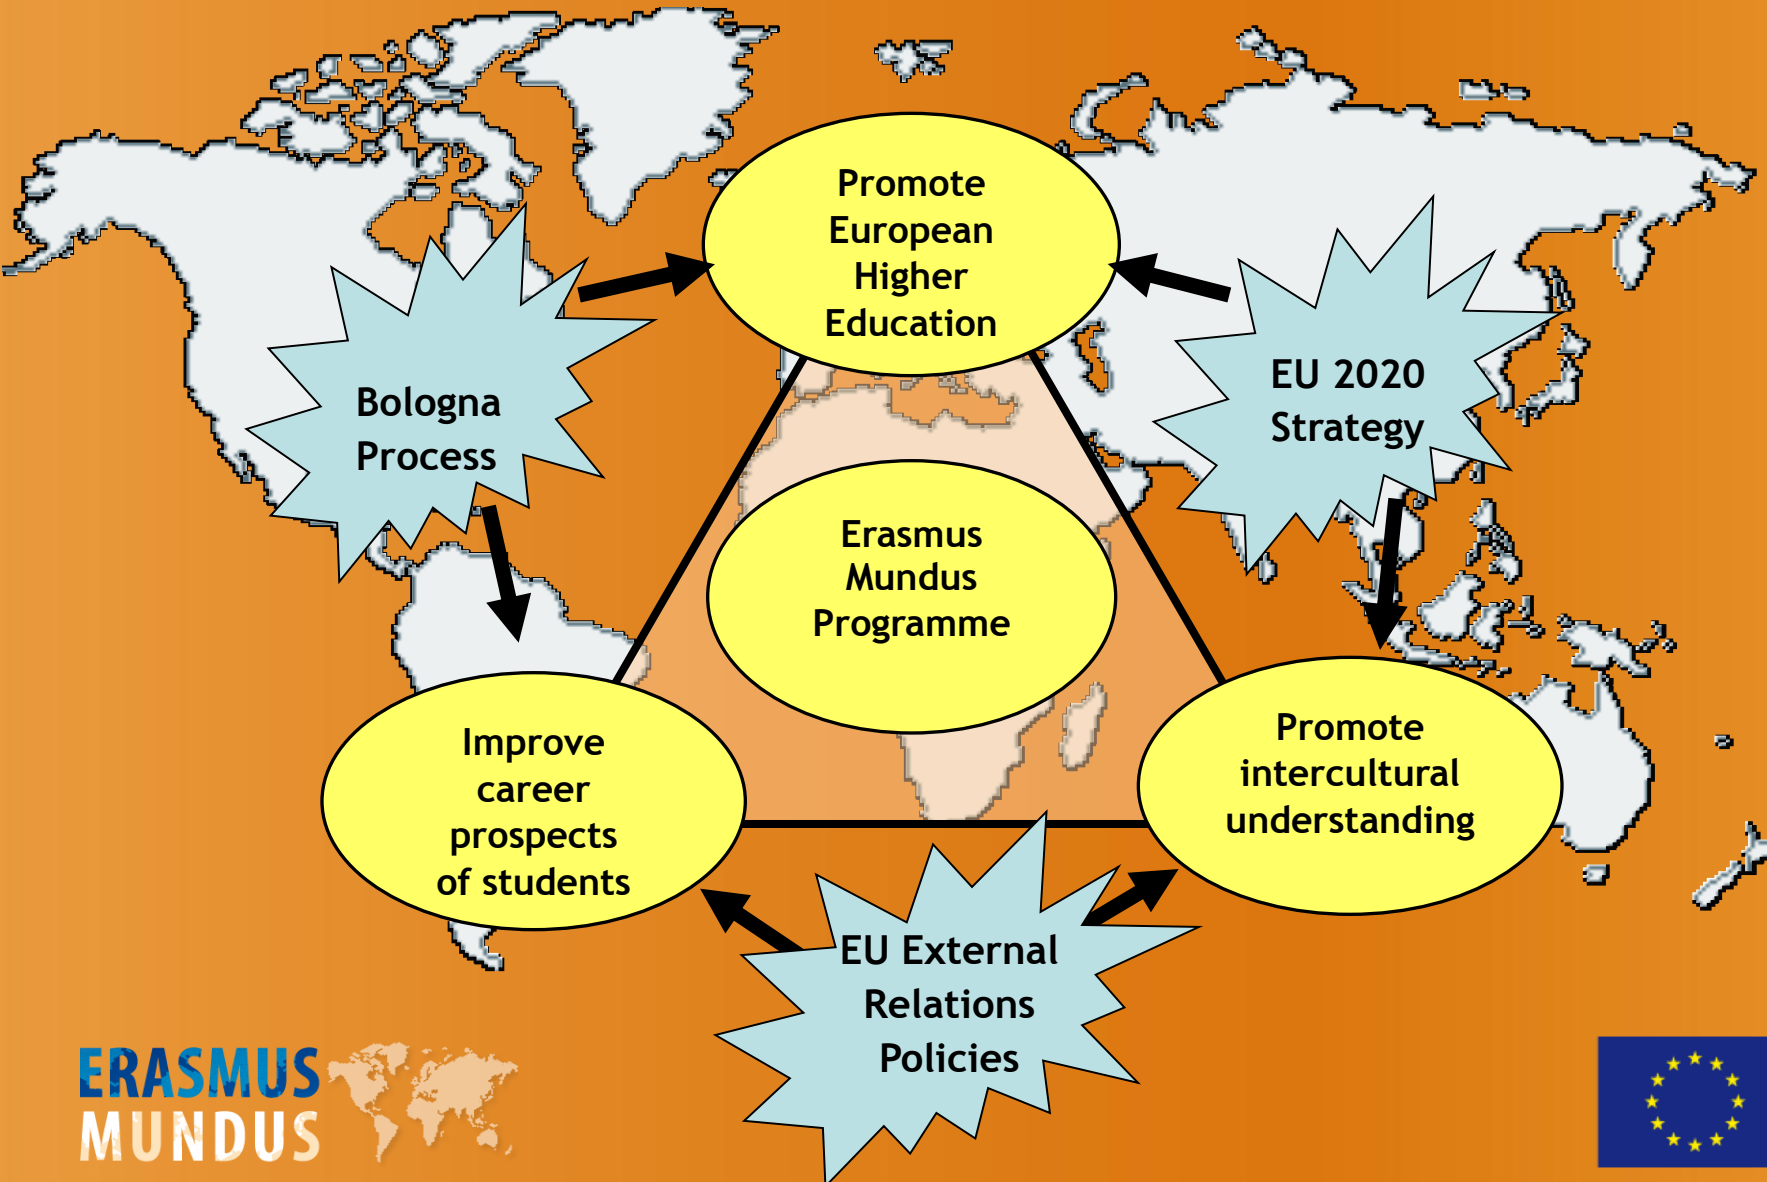 Promote
European
Higher
Education
Bologna
Process
EU 2020
Strategy
Erasmus
Mundus
Programme
Improve
career
prospects
of students
Promote
intercultural
understanding
EU External
Relations
Policies
ERASMUS
MUNDUS